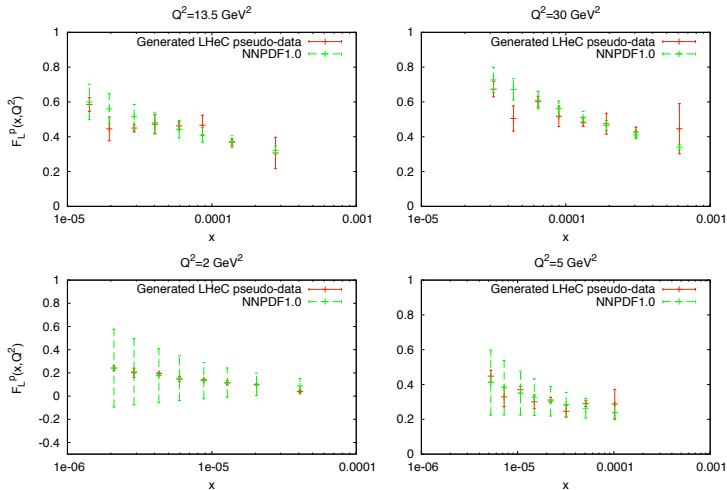 Q²=13.5 GeV²
Generated LHeC pseudo-data
NNPDF1.0
F_L^p(x,Q²)
1
0.8
0.6
0.4
0.2
0
1e-05 0.0001 0.001
x
Q²=30 GeV²
Generated LHeC pseudo-data
NNPDF1.0
1
0.8
0.6
0.4
0.2
0
1e-05 0.0001 0.001
x
Q²=2 GeV²
Generated LHeC pseudo-data
NNPDF1.0
F_L^p(x,Q²)
1
0.8
0.6
0.4
0.2
0
-0.2
-0.4
1e-06 1e-05 0.0001
x
Q²=5 GeV²
Generated LHeC pseudo-data
NNPDF1.0
1
0.8
0.6
0.4
0.2
0
1e-06 1e-05 0.0001 0.001
x